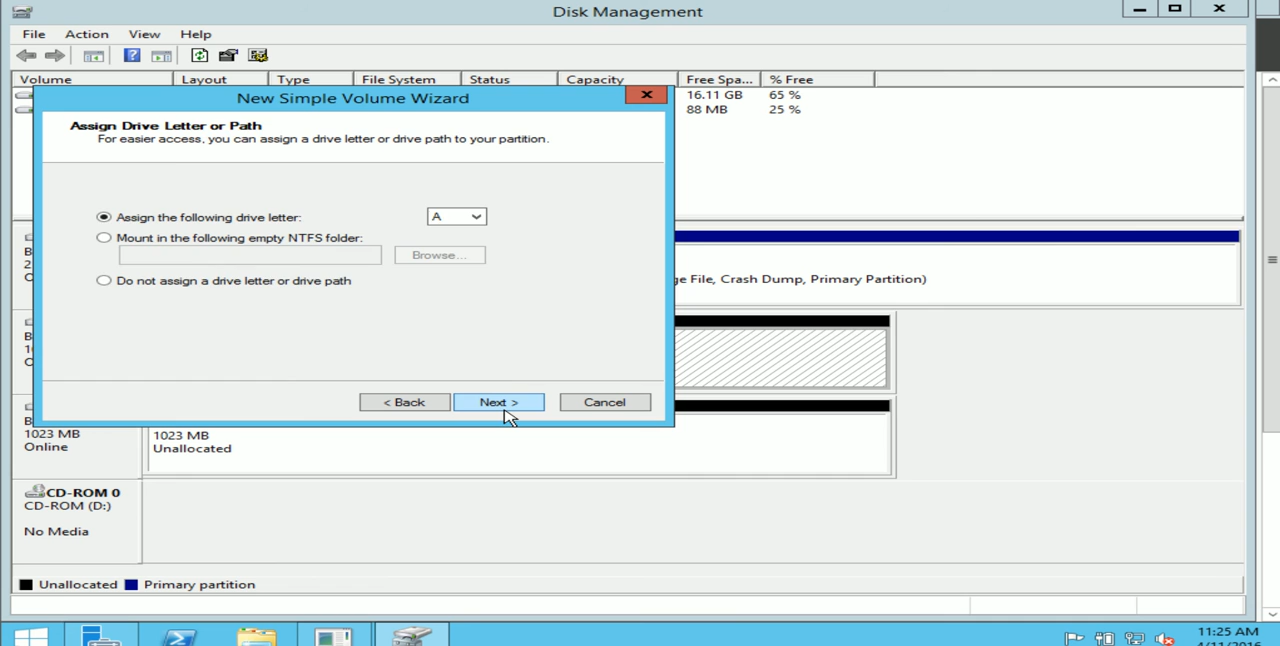 Disk Management
File Action View Help
Volume Layout Type File System Status Capacity Free Spa... % Free
16.11 GB 65 %
88 MB 25 %
New Simple Volume Wizard
Assign Drive Letter or Path
For easier access, you can assign a drive letter or drive path to your partition.
Assign the following drive letter: A
Mount in the following empty NTFS folder:
Browse...
Do not assign a drive letter or drive path
< Back Next > Cancel
ge File, Crash Dump, Primary Partition)
1023 MB
Online
1023 MB
Unallocated
CD-ROM 0
CD-ROM (D:)
No Media
Unallocated Primary partition
11:25 AM
4/11/2016